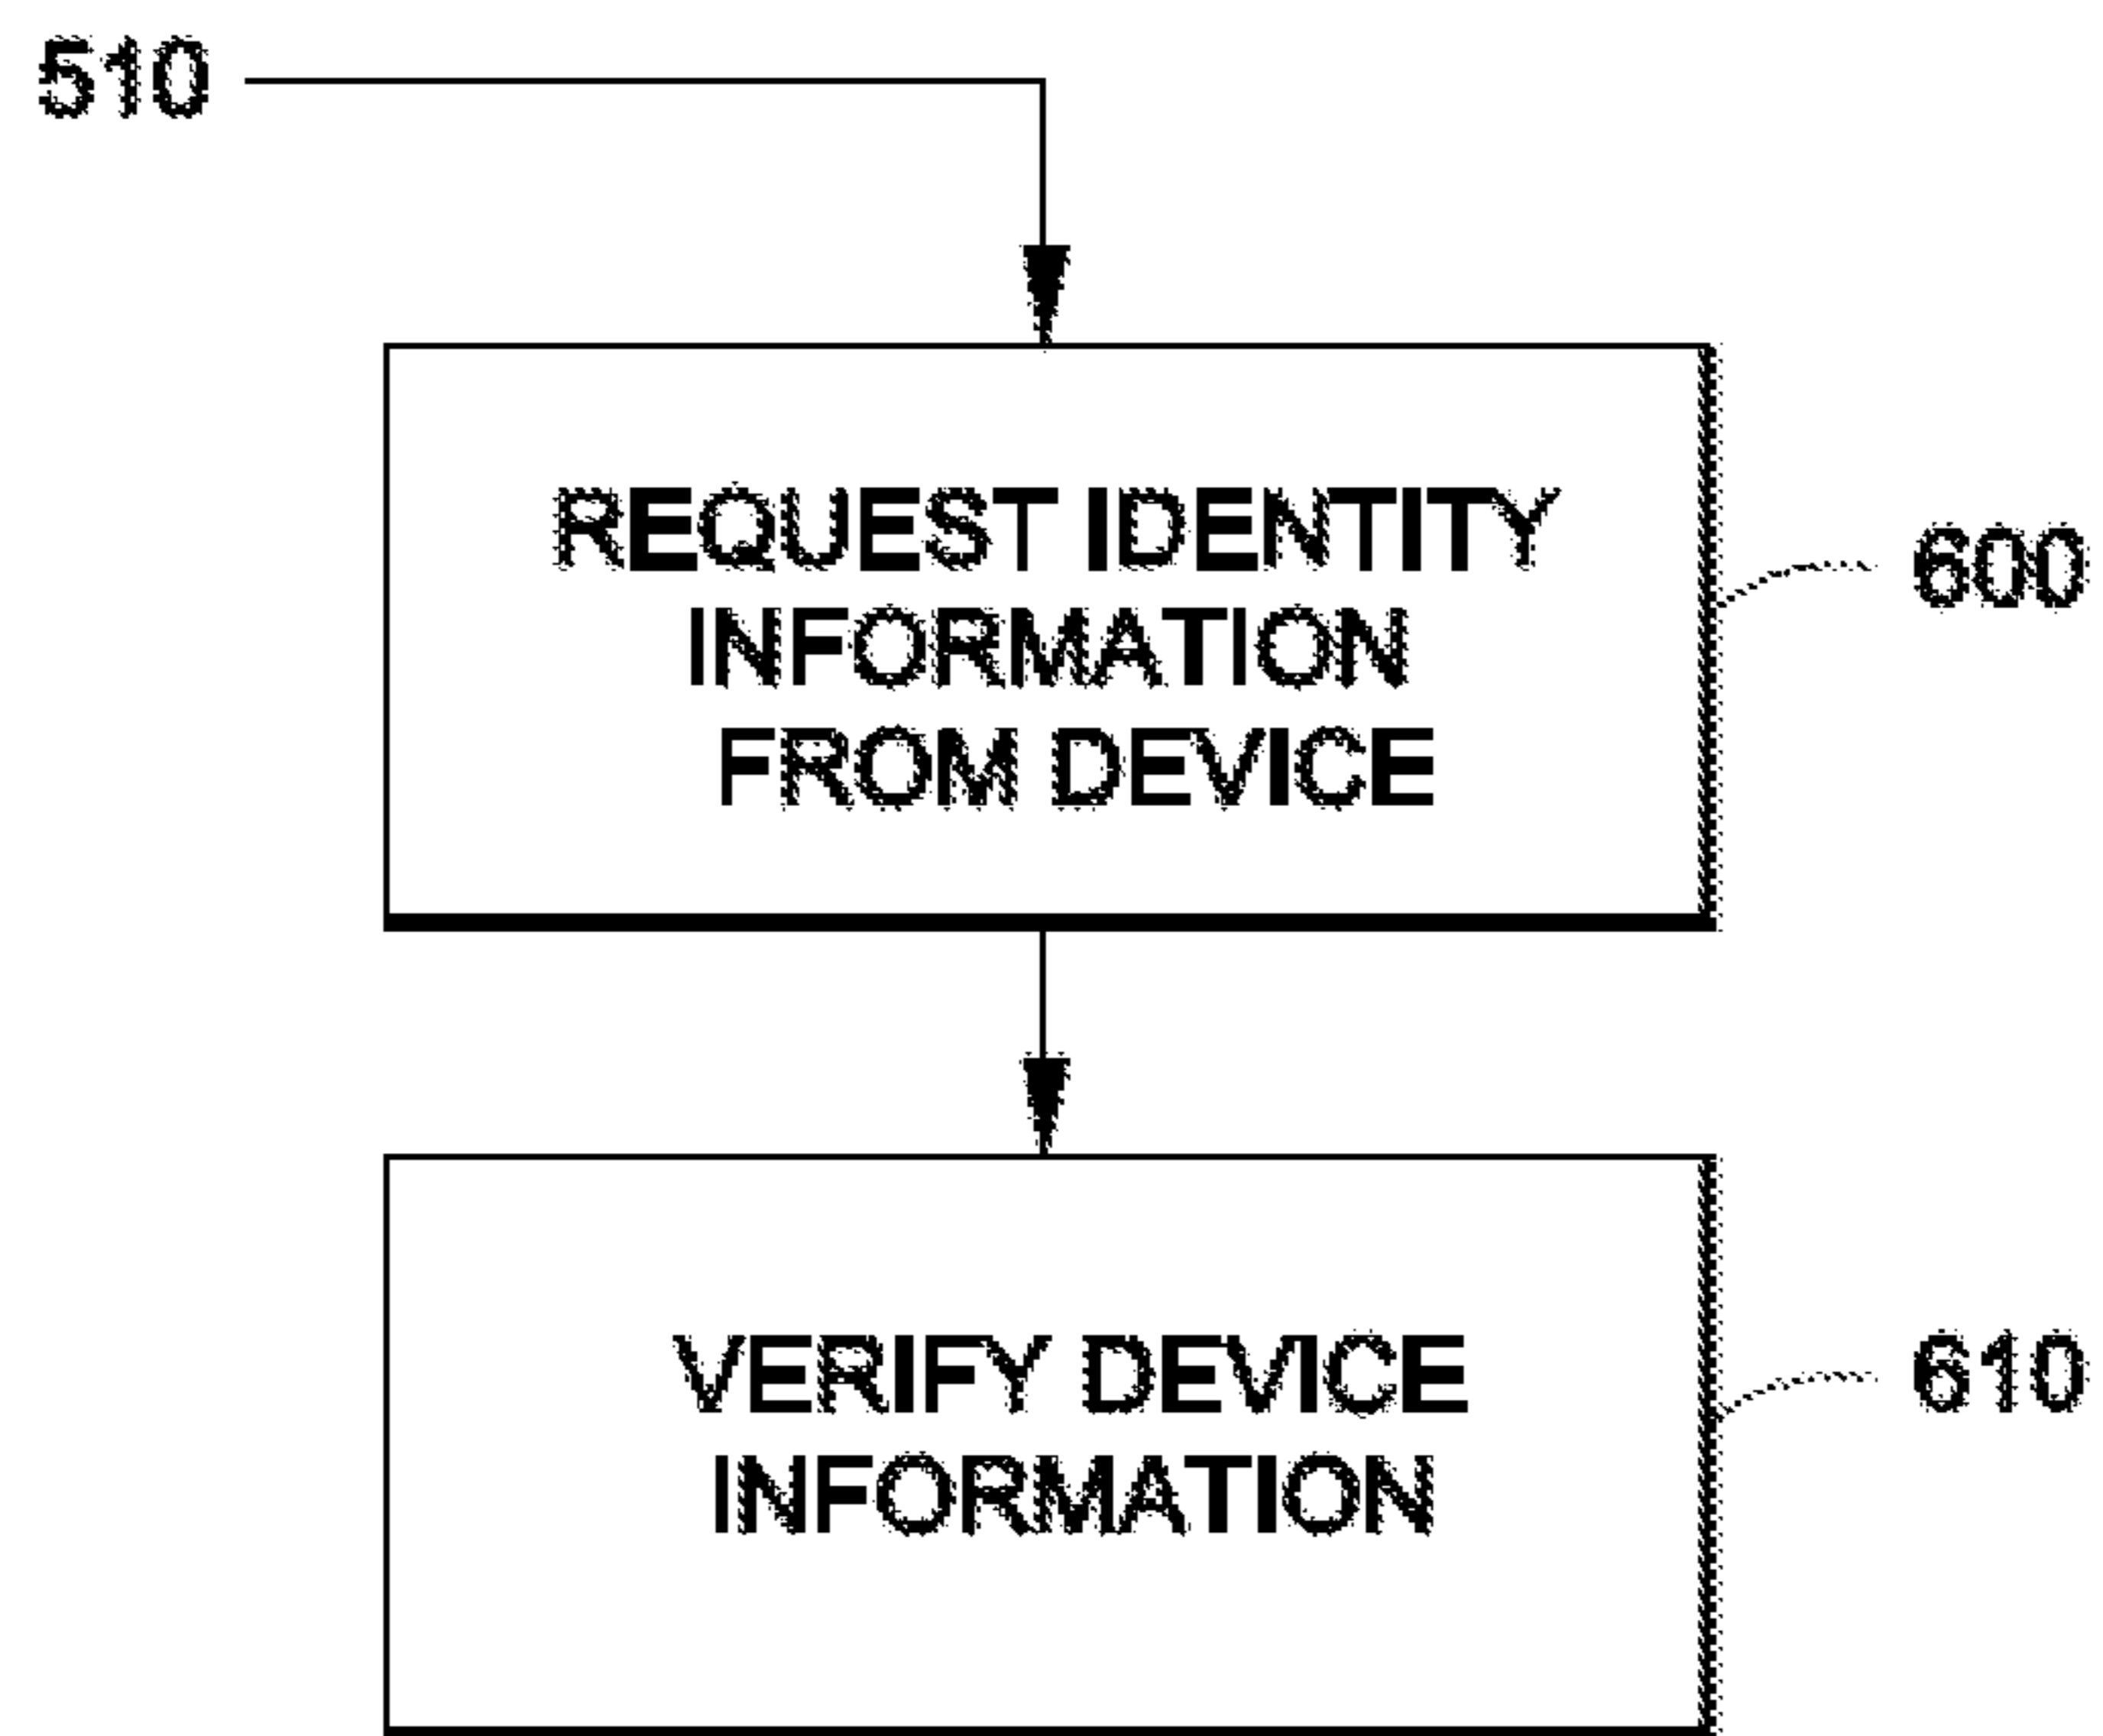 510
REQUEST IDENTITY
INFORMATION
FROM DEVICE
600
VERIFY DEVICE
INFORMATION
610